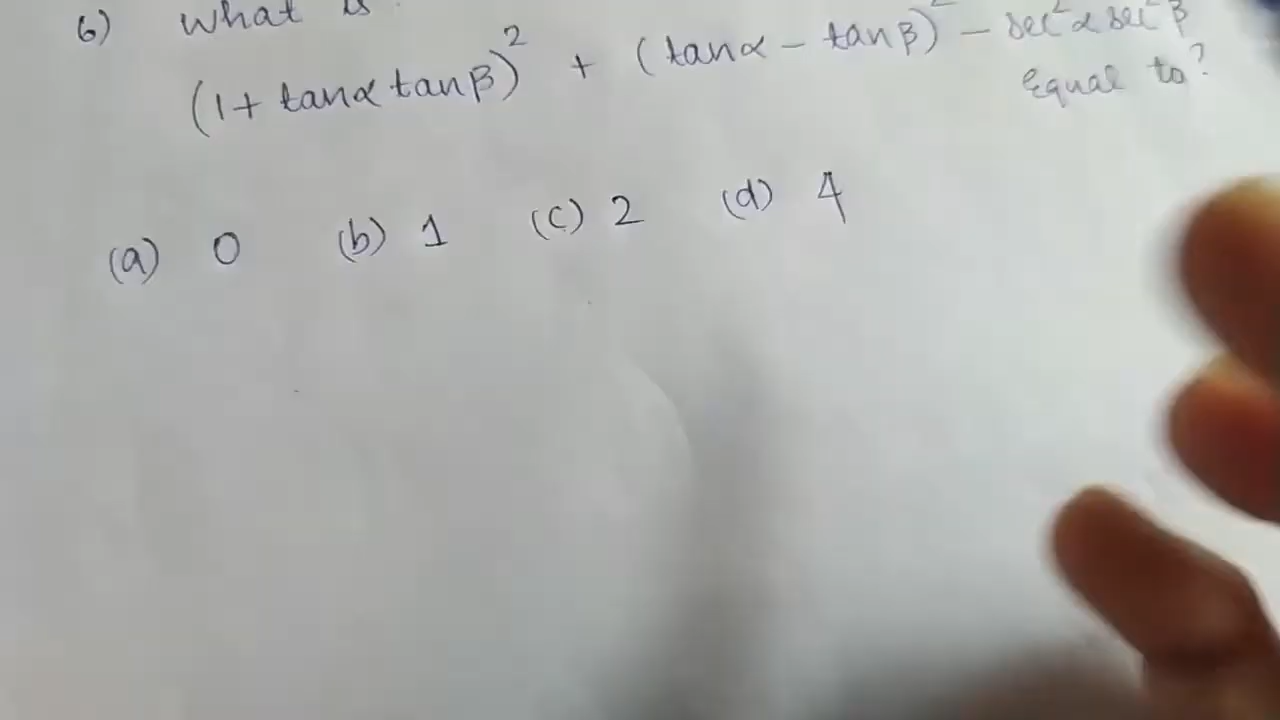 6) What is
(1 + tanα tanβ)² + (tanα − tanβ)² − sec²α sec²β
Equal to?
(a) 0 (b) 1 (c) 2 (d) 4